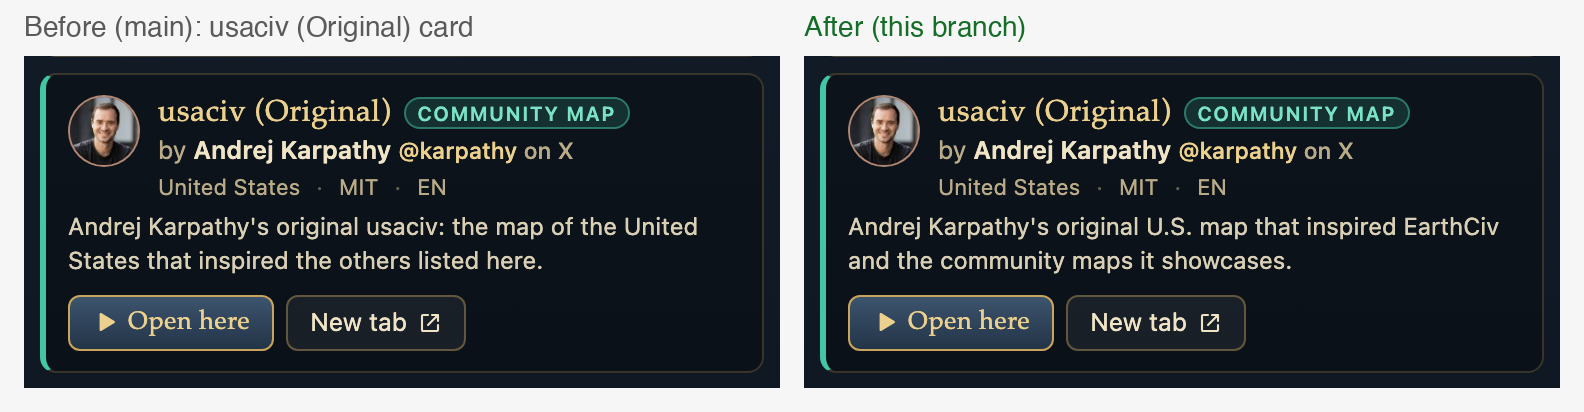 Before (main): usaciv (Original) card
usaciv (Original) COMMUNITY MAP
by Andrej Karpathy @karpathy on X
United States · MIT · EN
Andrej Karpathy's original usaciv: the map of the United
States that inspired the others listed here.
Open here New tab
After (this branch)
usaciv (Original) COMMUNITY MAP
by Andrej Karpathy @karpathy on X
United States · MIT · EN
Andrej Karpathy's original U.S. map that inspired EarthCiv
and the community maps it showcases.
Open here New tab